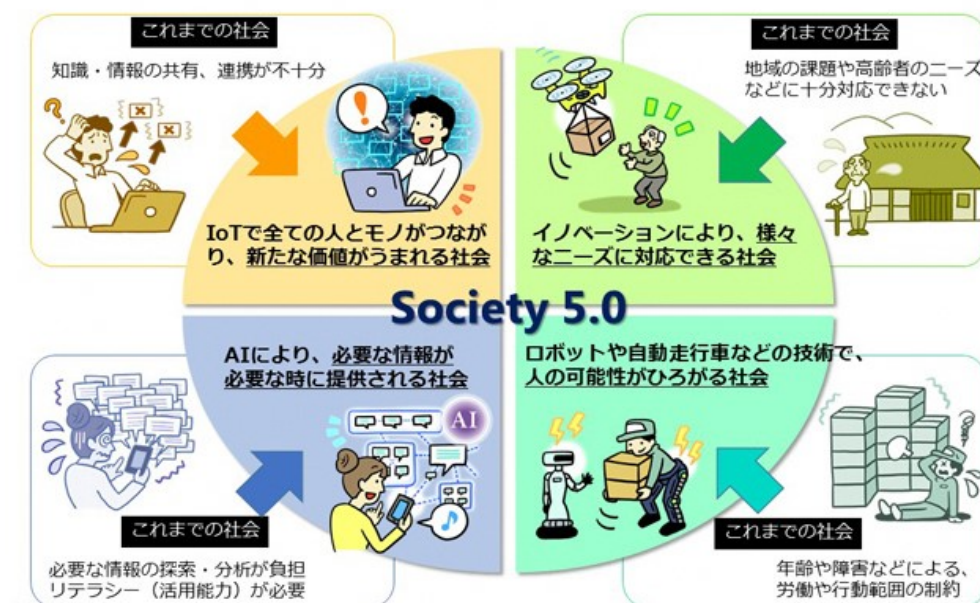 これまでの社会
知識・情報の共有、連携が不十分
IoTで全ての人とモノがつなが
り、新たな価値がうまれる社会
これまでの社会
地域の課題や高齢者のニーズ
などに十分対応できない
イノベーションにより、様々
なニーズに対応できる社会
Society 5.0
AIにより、必要な情報が
必要な時に提供される社会
AI
これまでの社会
必要な情報の探索・分析が負担
リテラシー（活用能力）が必要
ロボットや自動走行車などの技術で、
人の可能性がひろがる社会
これまでの社会
年齢や障害などによる、
労働や行動範囲の制約